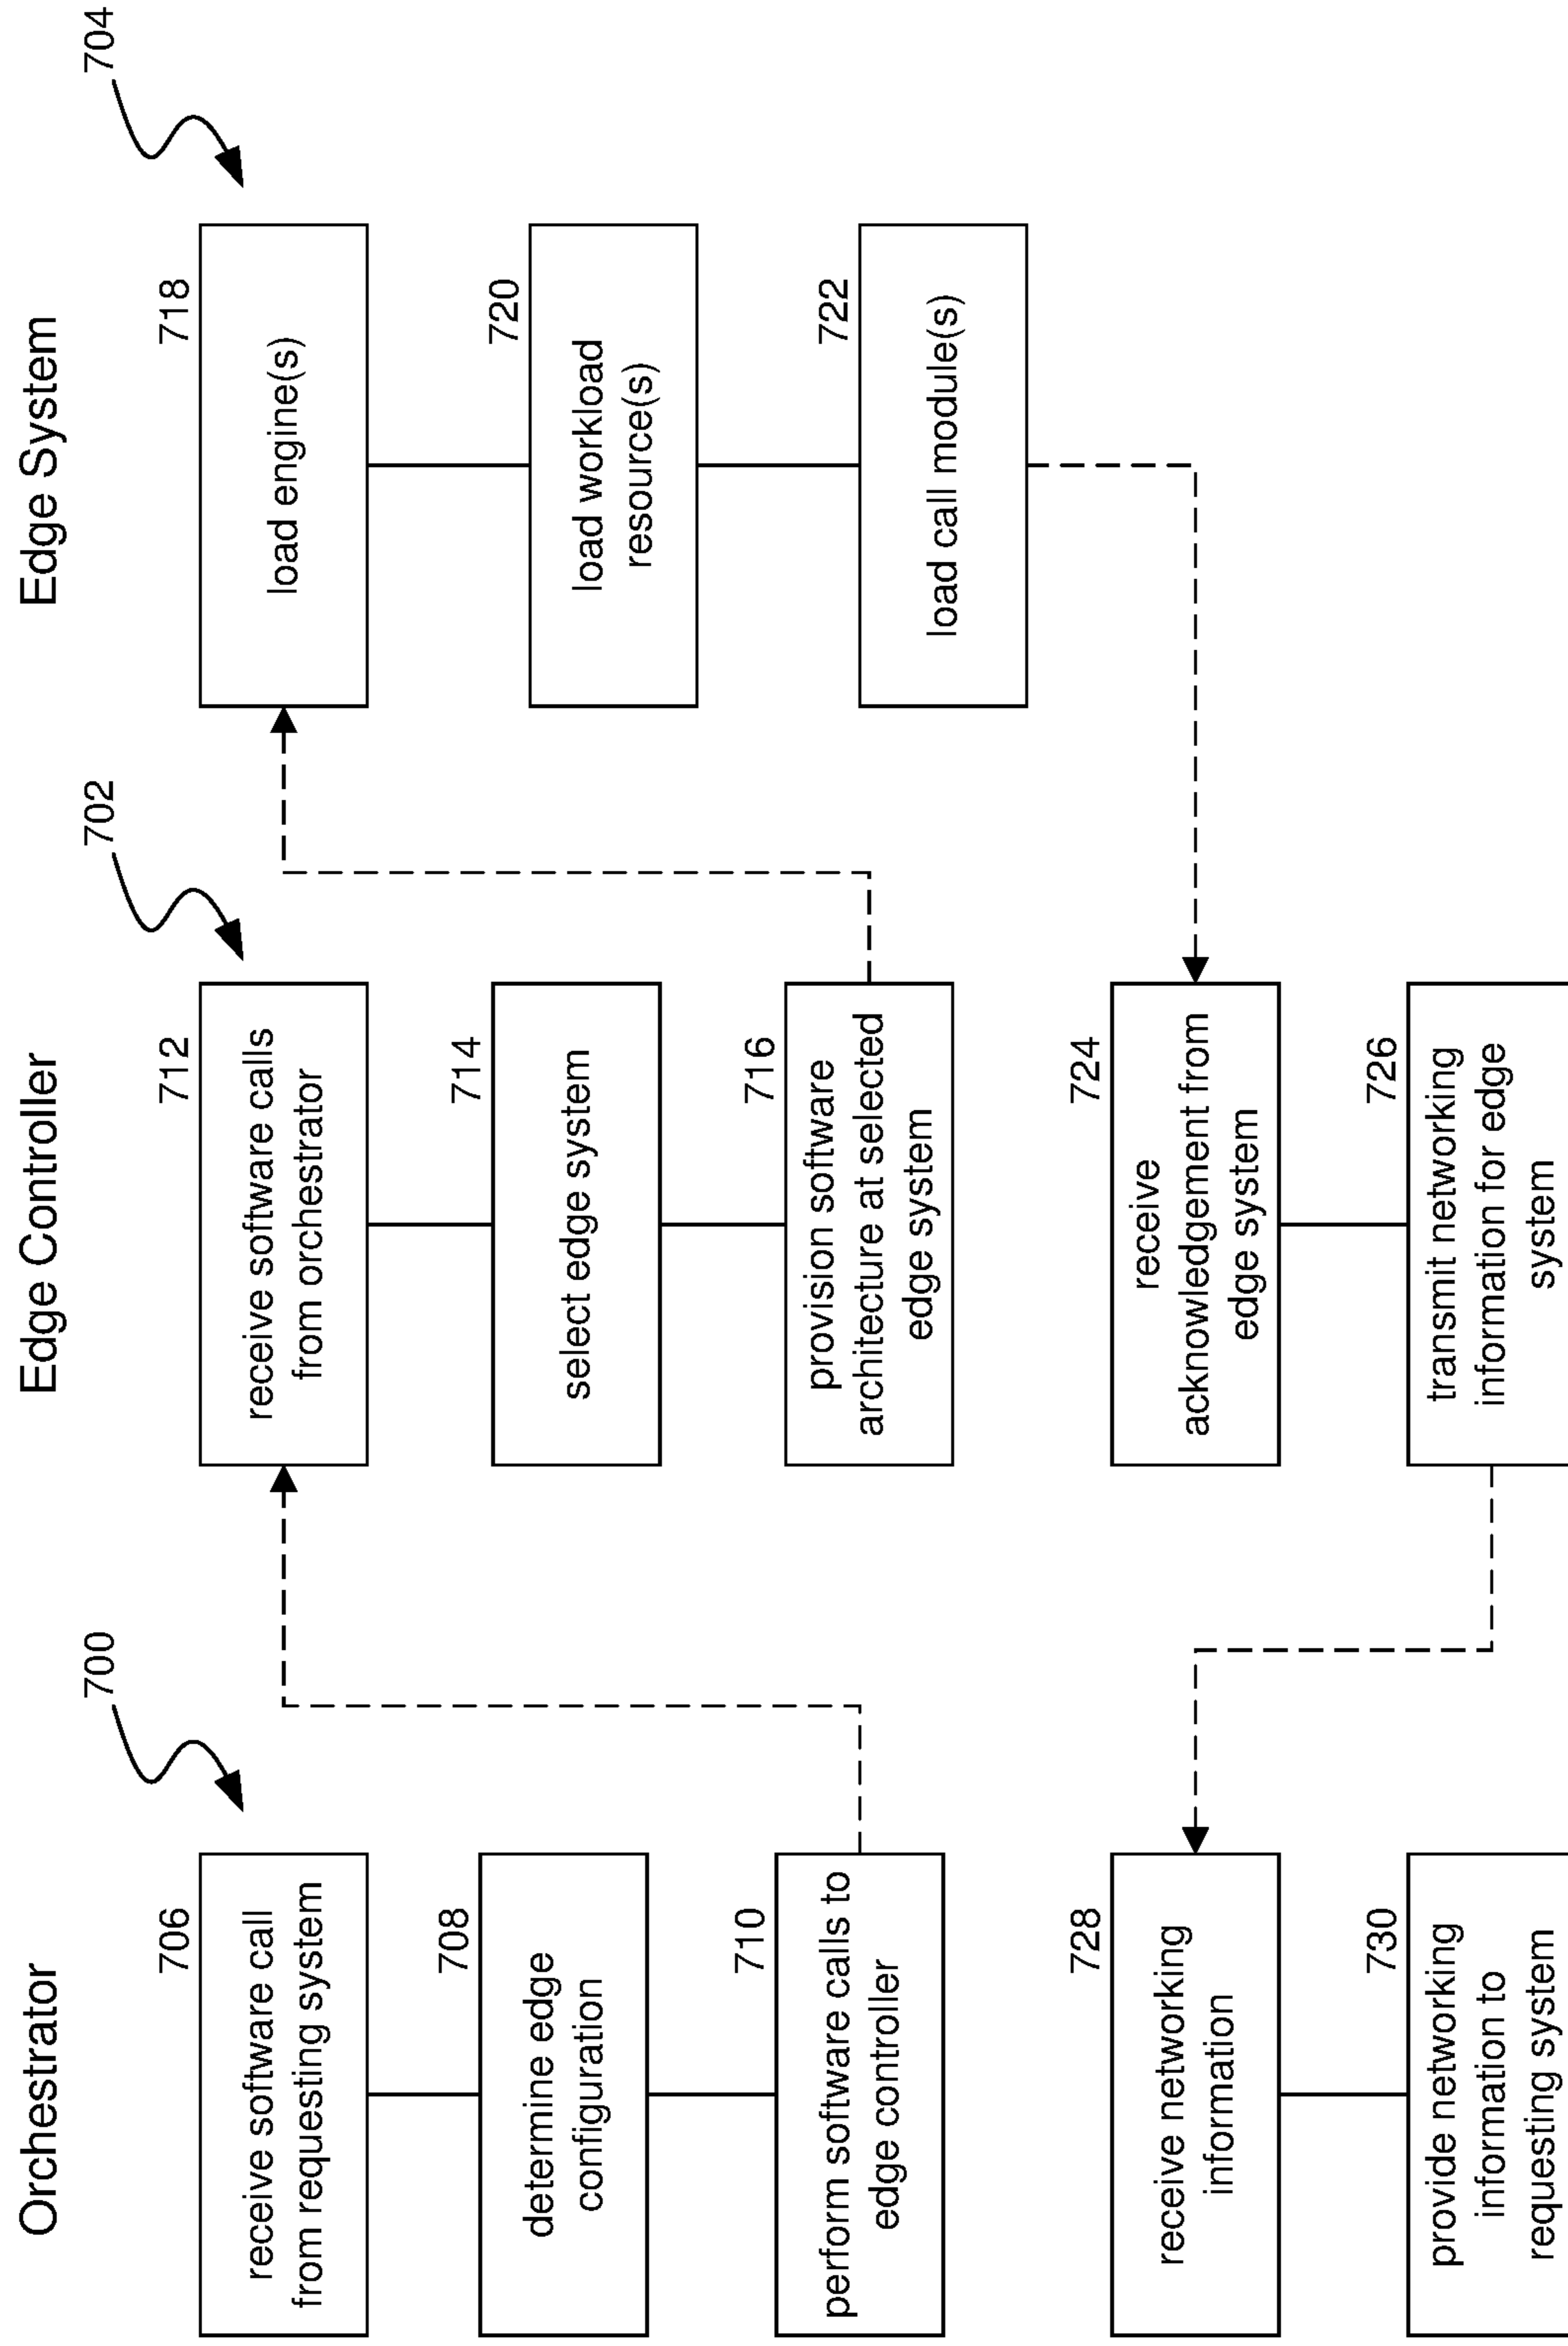 Orchestrator
700
706
receive software call
from requesting system
708
determine edge
configuration
710
perform software calls to
edge controller
728
receive networking
information
730
provide networking
information to
requesting system
Edge Controller
702
712
receive software calls
from orchestrator
714
select edge system
716
provision software
architecture at selected
edge system
724
receive
acknowledgement from
edge system
726
transmit networking
information for edge
system
Edge System
704
718
load engine(s)
720
load workload
resource(s)
722
load call module(s)